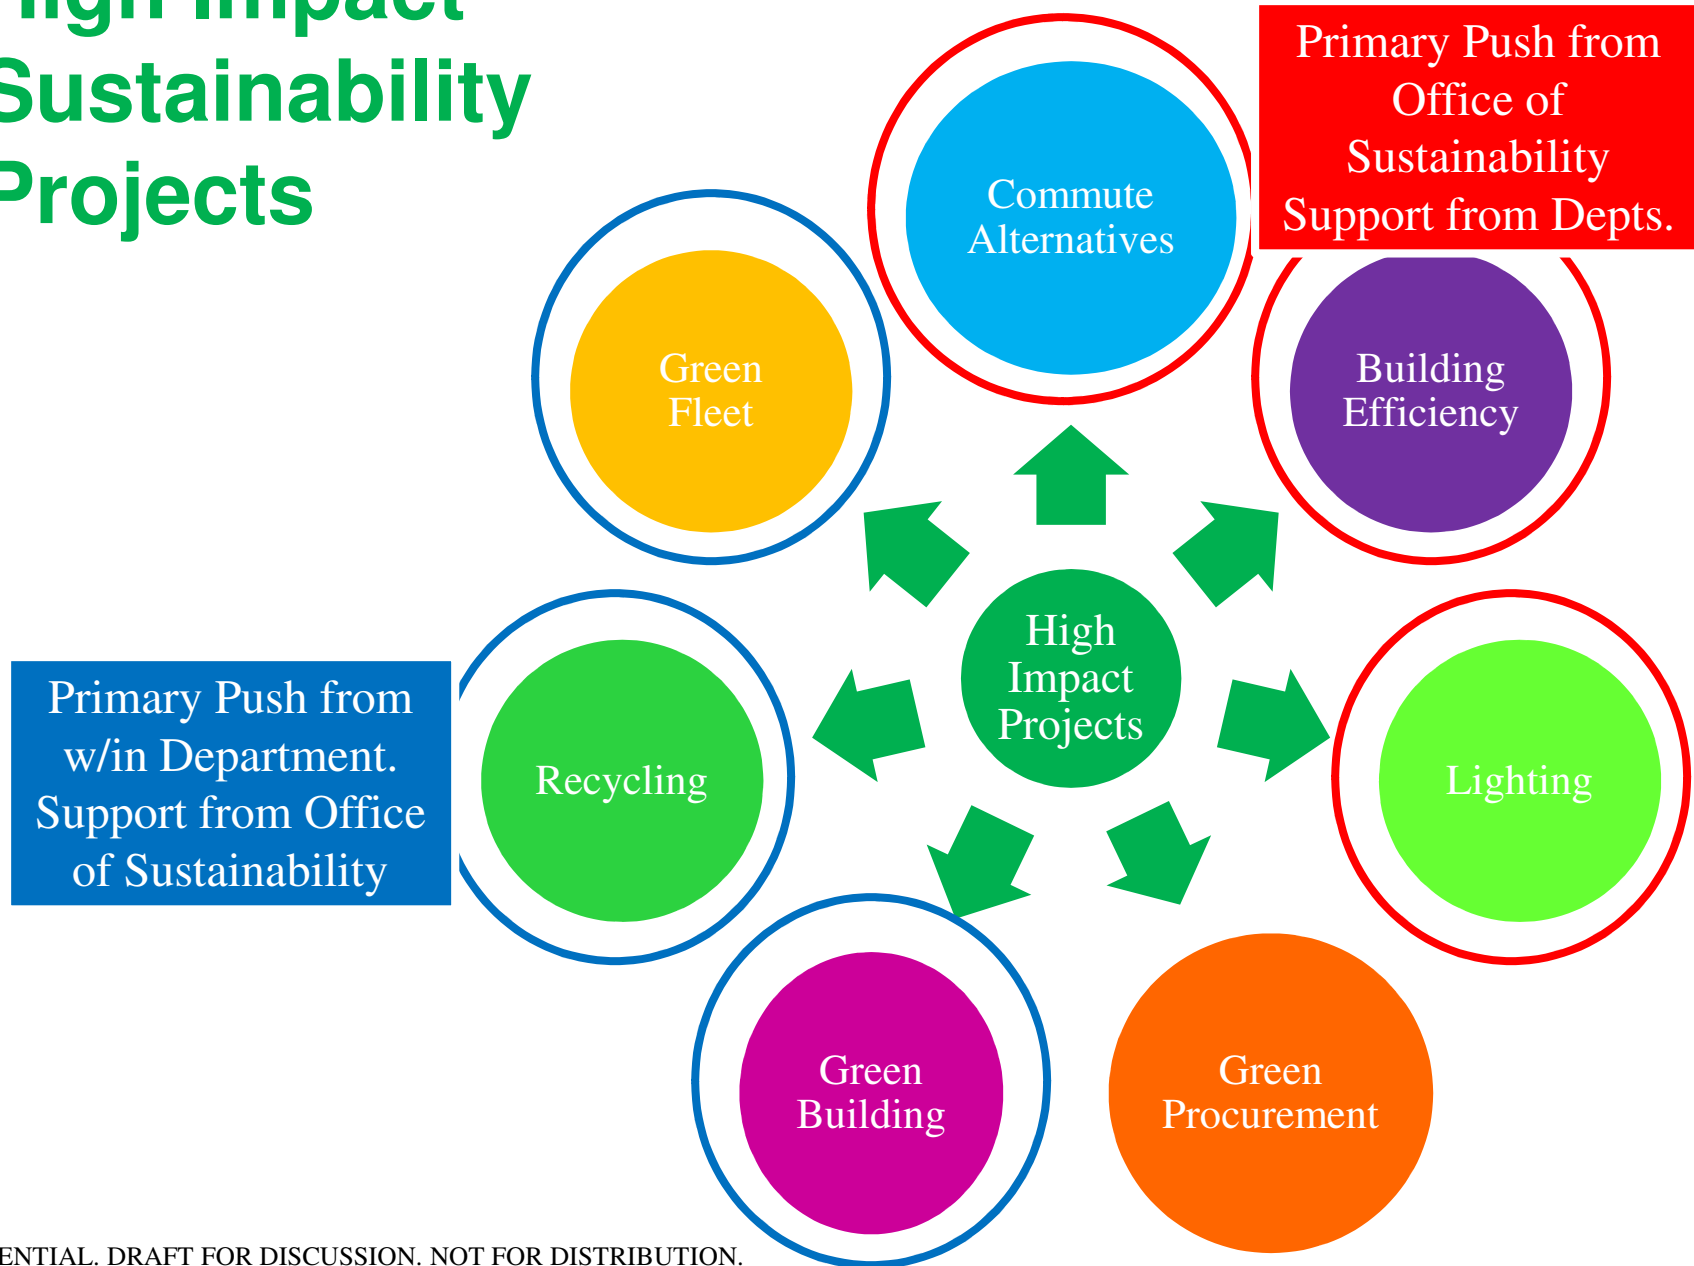 High Impact
Sustainability
Projects
Primary Push from
Office of
Sustainability
Support from Depts.
Commute
Alternatives
Green
Fleet
Building
Efficiency
High
Impact
Projects
Primary Push from
w/in Department.
Support from Office
of Sustainability
Recycling
Lighting
Green
Building
Green
Procurement
ENTIAL. DRAFT FOR DISCUSSION. NOT FOR DISTRIBUTION.